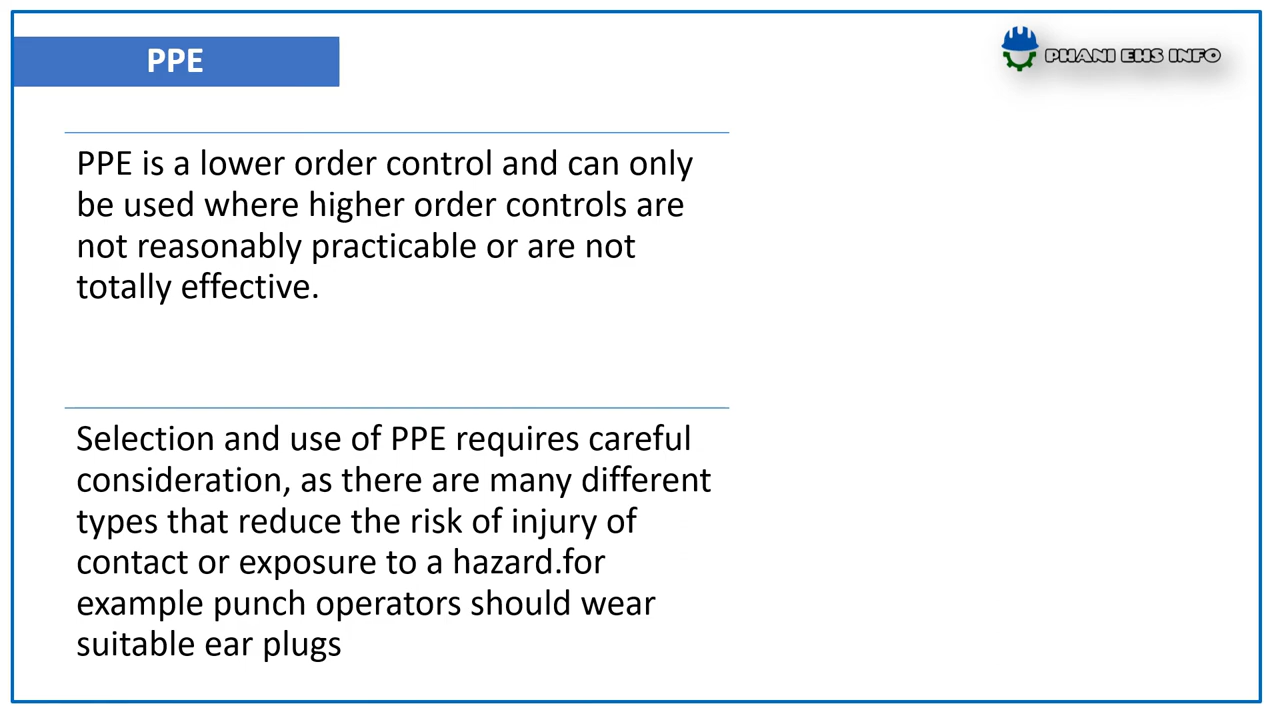 PPE
PHANI EHS INFO
PPE is a lower order control and can only
be used where higher order controls are
not reasonably practicable or are not
totally effective.
Selection and use of PPE requires careful
consideration, as there are many different
types that reduce the risk of injury of
contact or exposure to a hazard.for
example punch operators should wear
suitable ear plugs